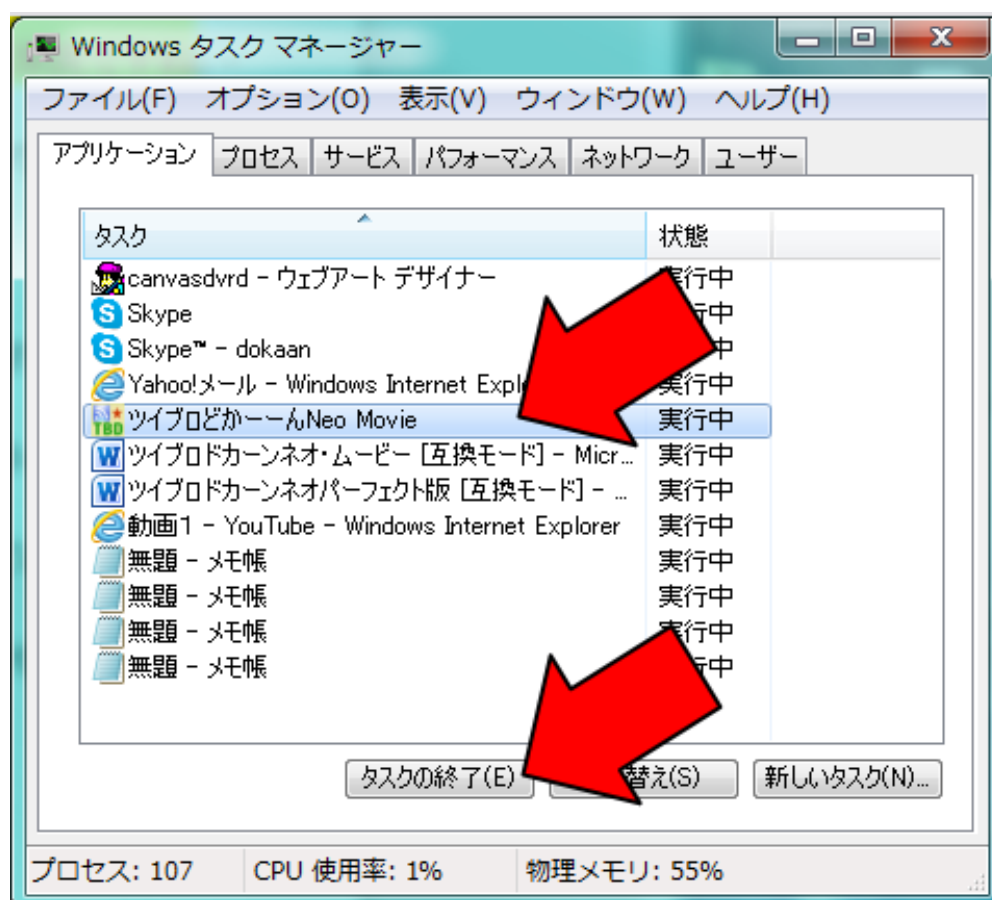 Windows タスク マネージャー
ファイル(F) オプション(O) 表示(V) ウィンドウ(W) ヘルプ(H)
アプリケーション プロセス サービス パフォーマンス ネットワーク ユーザー
タスク 状態
canvasdvrd - ウェブアート デザイナー 実行中
Skype 行中
Skype™ - dokaan 中
Yahoo!メール - Windows Internet Expl 実行中
TBD ツイブロどかーーんNeo Movie 実行中
ツイブロドカーンネオ・ムービー [互換モード] - Micr... 実行中
ツイブロドカーンネオパーフェクト版 [互換モード] - ... 実行中
動画1 - YouTube - Windows Internet Explorer 実行中
無題 - メモ帳 実行中
無題 - メモ帳 実行中
無題 - メモ帳 実行中
無題 - メモ帳 行中
タスクの終了(E) 替え(S) 新しいタスク(N)...
プロセス: 107 CPU 使用率: 1% 物理メモリ: 55%